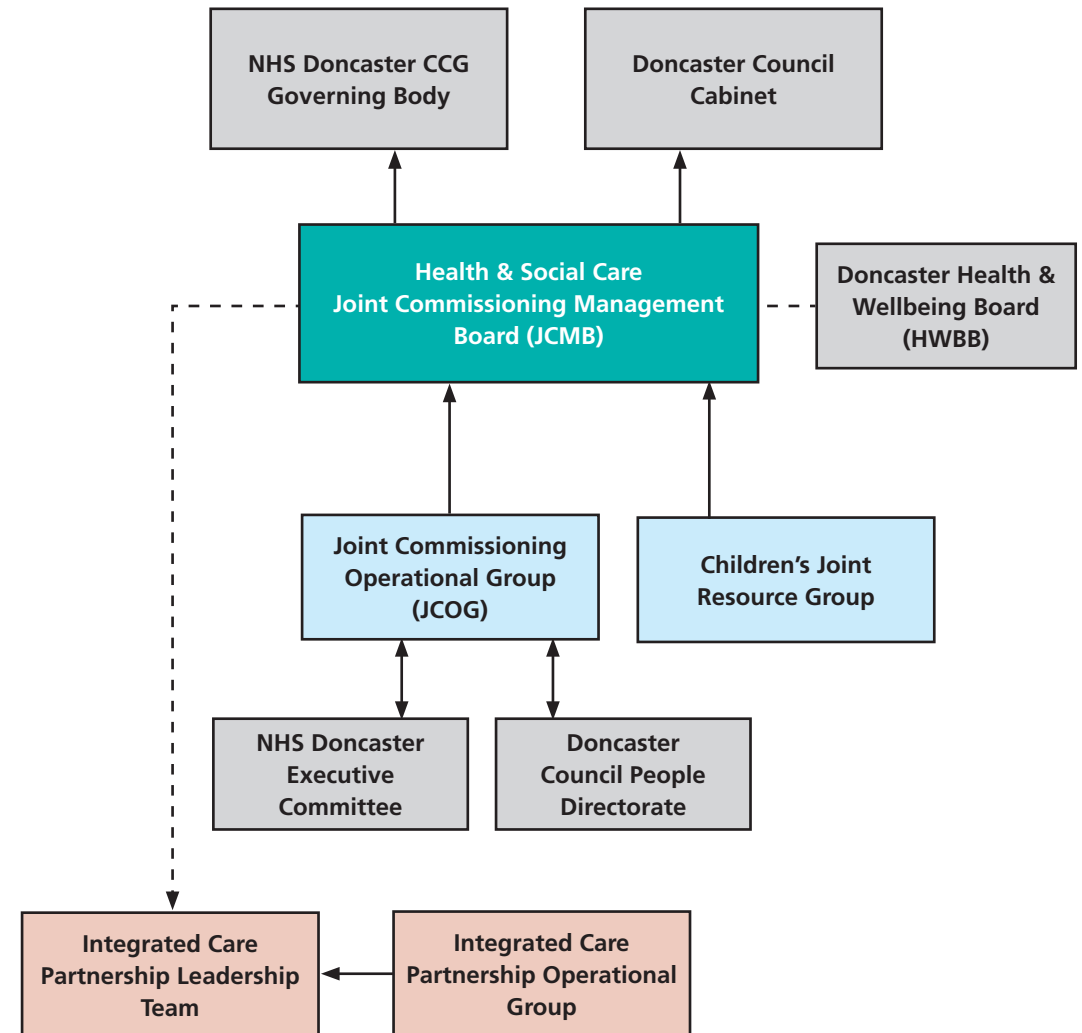 NHS Doncaster CCG
Governing Body
Doncaster Council
Cabinet
Health & Social Care
Joint Commissioning Management
Board (JCMB)
Doncaster Health &
Wellbeing Board
(HWBB)
Joint Commissioning
Operational Group
(JCOG)
Children’s Joint
Resource Group
NHS Doncaster
Executive
Committee
Doncaster
Council People
Directorate
Integrated Care
Partnership Leadership
Team
Integrated Care
Partnership Operational
Group